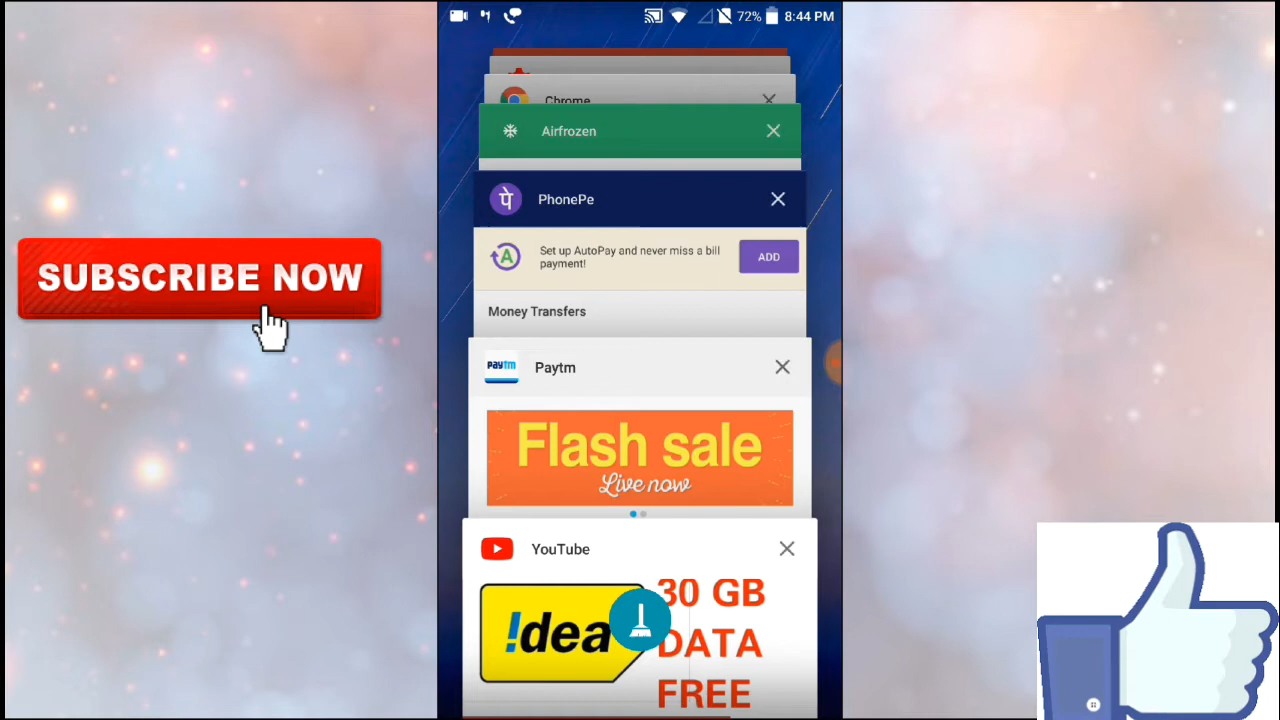 72% 8:44 PM
Chrome
Airfrozen
पे PhonePe
A Set up AutoPay and never miss a bill
payment!
ADD
Money Transfers
Paytm Paytm
Flash sale
Live now
YouTube
!dea
30 GB
DATA
FREE
SUBSCRIBE NOW